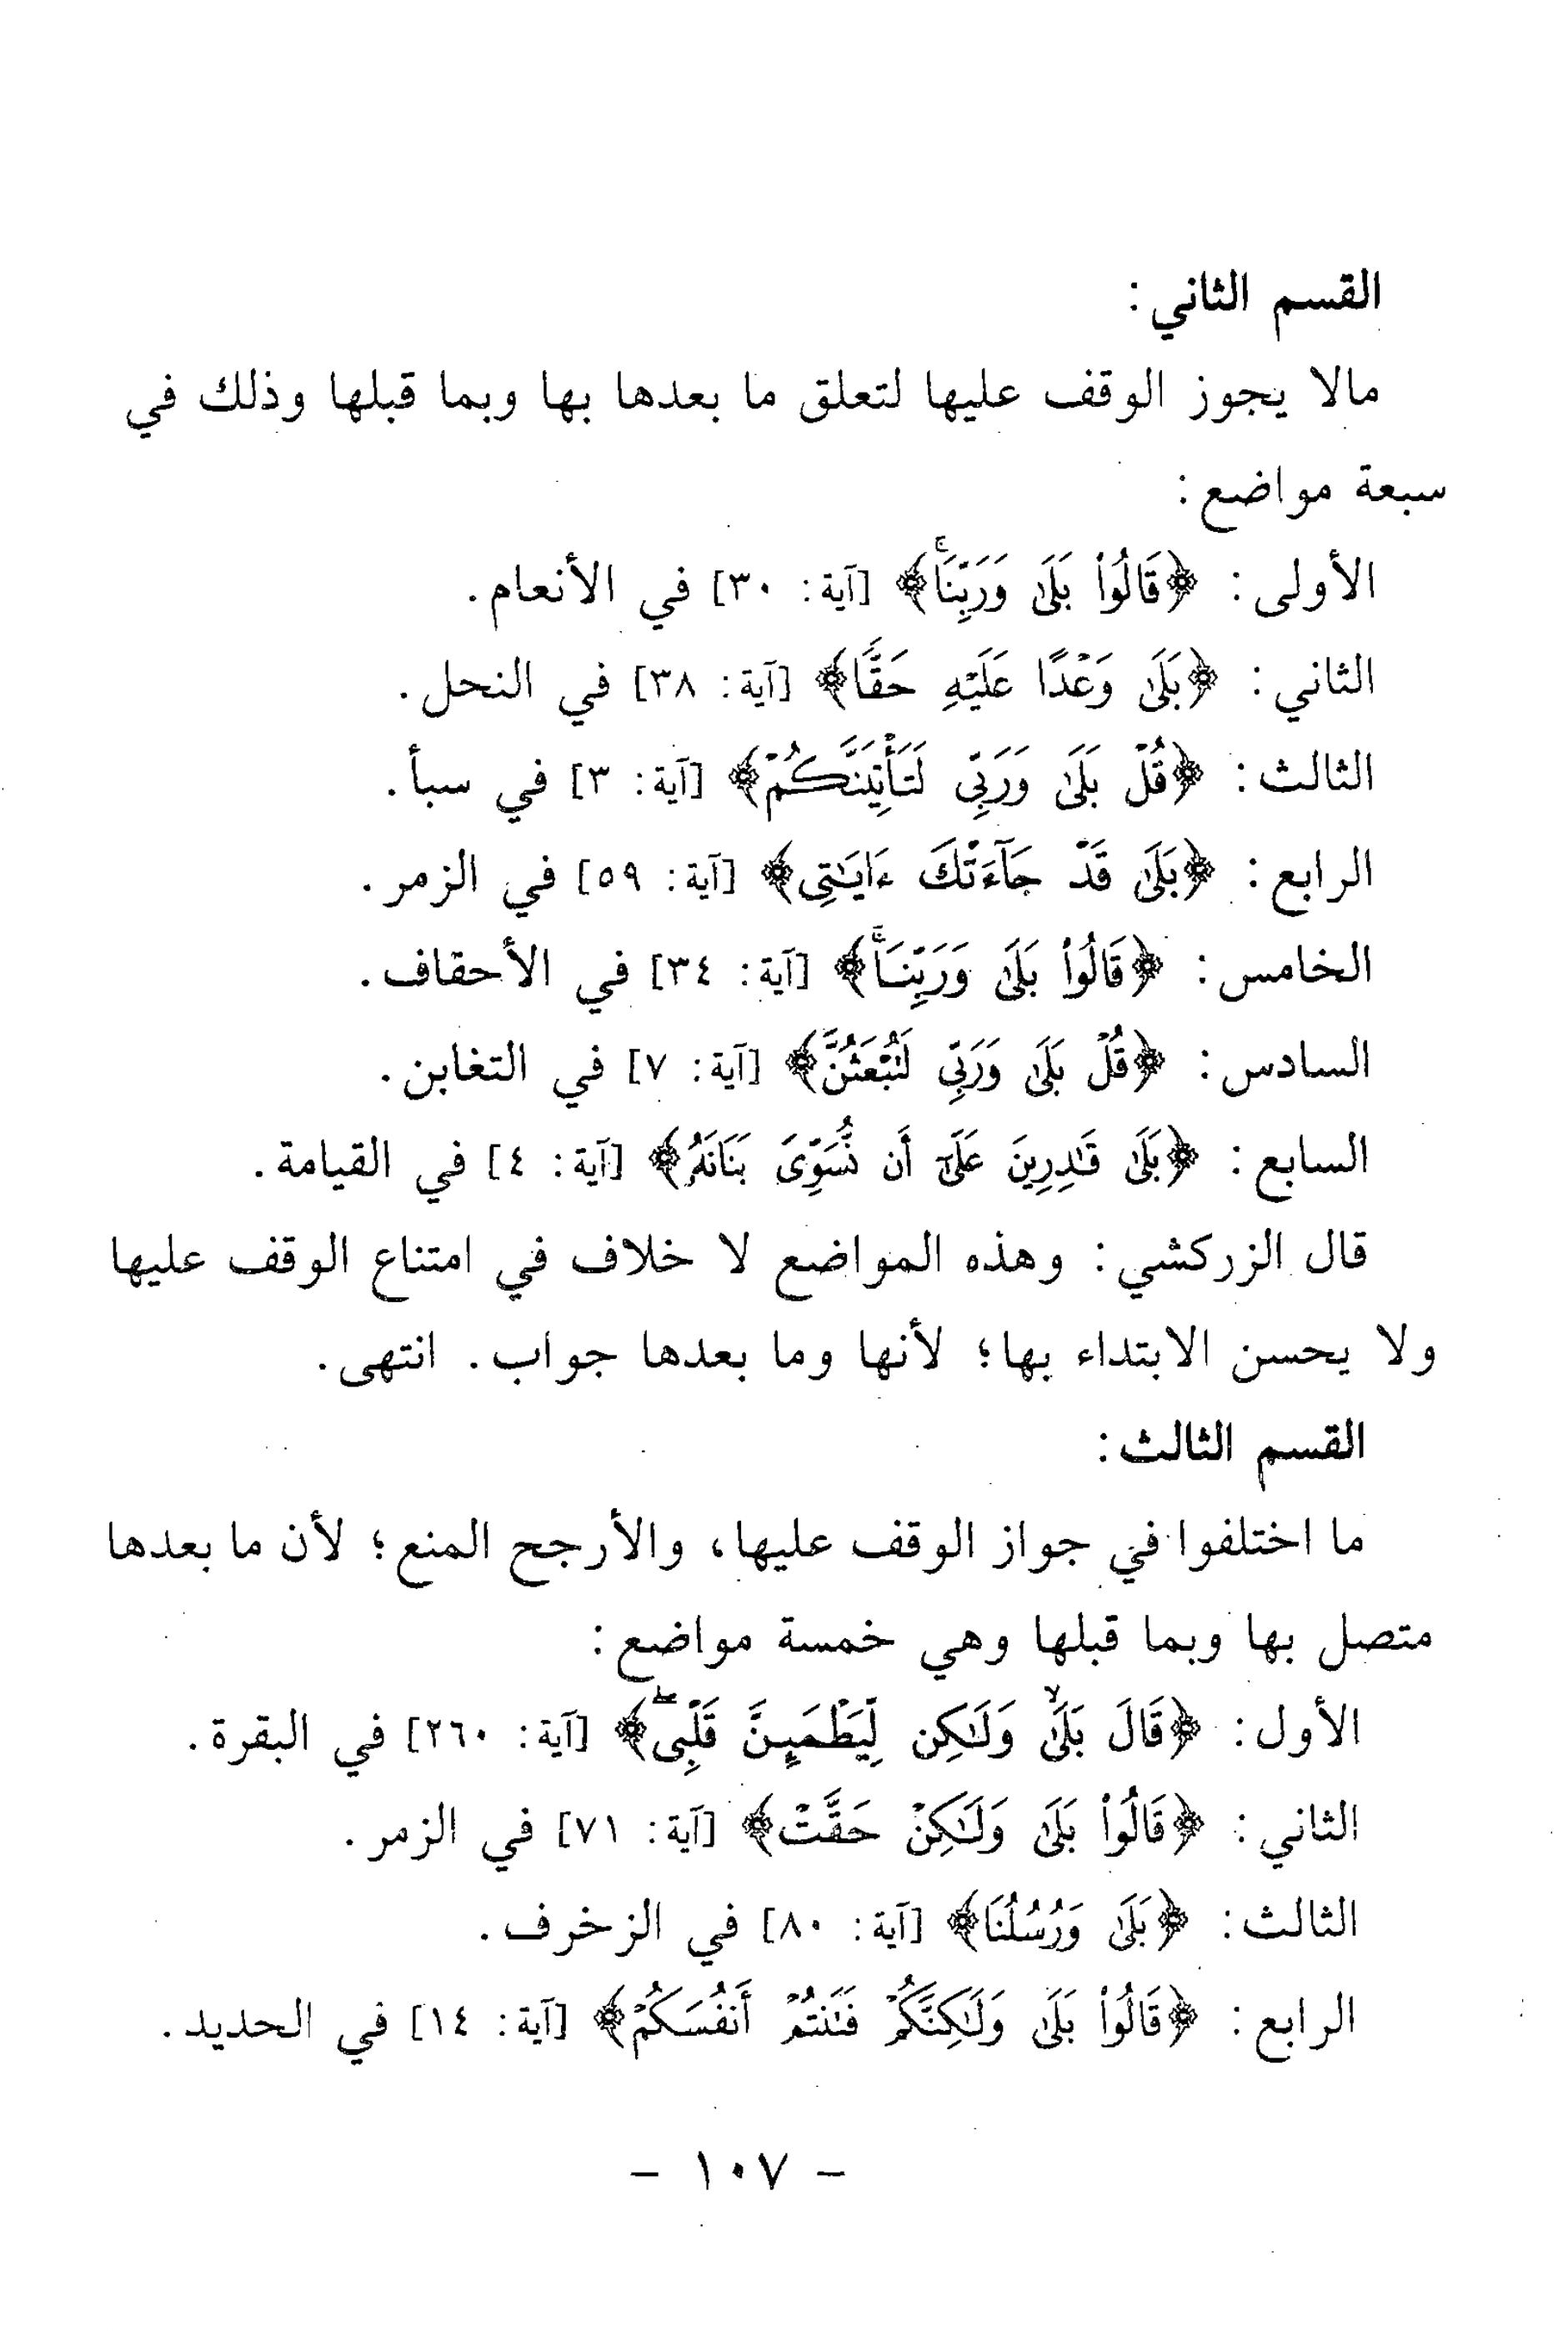 القسم الثاني:
مالا يجوز الوقف عليها لتعلق ما بعدها بها وبما قبلها وذلك في
سبعة مواضع:
الأولى: ﴿قَالُوا۟ بَلَىٰ وَرَبِّنَاۚ﴾ [آية: ٣٠] في الأنعام.
الثاني: ﴿بَلَىٰ وَعْدًا عَلَيْهِ حَقًّا﴾ [آية: ٣٨] في النحل.
الثالث: ﴿قُلْ بَلَىٰ وَرَبِّى لَتَأْتِيَنَّكُمْ﴾ [آية: ٣] في سبأ.
الرابع: ﴿بَلَىٰ قَدْ جَآءَتْكَ ءَايَٰتِى﴾ [آية: ٥٩] في الزمر.
الخامس: ﴿قَالُوا۟ بَلَىٰ وَرَبِّنَاۚ﴾ [آية: ٣٤] في الأحقاف.
السادس: ﴿قُلْ بَلَىٰ وَرَبِّى لَتُبْعَثُنَّ﴾ [آية: ٧] في التغابن.
السابع: ﴿بَلَىٰ قَٰدِرِينَ عَلَىٰٓ أَن نُّسَوِّىَ بَنَانَهُۥ﴾ [آية: ٤] في القيامة.
قال الزركشي: وهذه المواضع لا خلاف في امتناع الوقف عليها
ولا يحسن الابتداء بها؛ لأنها وما بعدها جواب. انتهى.
القسم الثالث:
ما اختلفوا في جواز الوقف عليها، والأرجح المنع؛ لأن ما بعدها
متصل بها وبما قبلها وهي خمسة مواضع:
الأول: ﴿قَالَ بَلَىٰۙ وَلَٰكِن لِّيَطْمَئِنَّ قَلْبِىۖ﴾ [آية: ٢٦٠] في البقرة.
الثاني: ﴿قَالُوا۟ بَلَىٰ وَلَٰكِنْ حَقَّتْ﴾ [آية: ٧١] في الزمر.
الثالث: ﴿بَلَىٰ وَرُسُلُنَا﴾ [آية: ٨٠] في الزخرف.
الرابع: ﴿قَالُوا۟ بَلَىٰ وَلَٰكِنَّكُمْ فَتَنتُمْ أَنفُسَكُمْ﴾ [آية: ١٤] في الحديد.
- ١٠٧ -